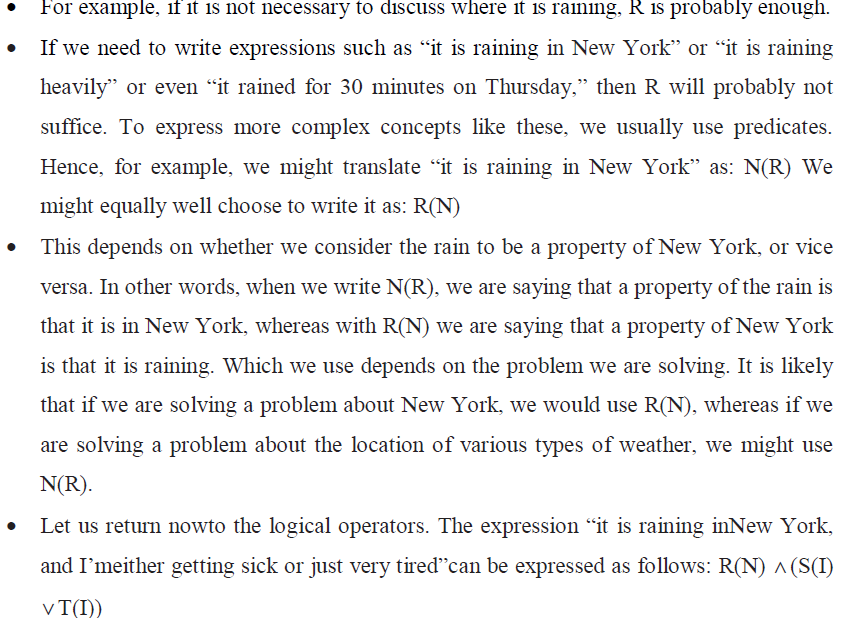 • For example, if it is not necessary to discuss where it is raining, R is probably enough.
• If we need to write expressions such as “it is raining in New York” or “it is raining
heavily” or even “it rained for 30 minutes on Thursday,” then R will probably not
suffice. To express more complex concepts like these, we usually use predicates.
Hence, for example, we might translate “it is raining in New York” as: N(R) We
might equally well choose to write it as: R(N)
• This depends on whether we consider the rain to be a property of New York, or vice
versa. In other words, when we write N(R), we are saying that a property of the rain is
that it is in New York, whereas with R(N) we are saying that a property of New York
is that it is raining. Which we use depends on the problem we are solving. It is likely
that if we are solving a problem about New York, we would use R(N), whereas if we
are solving a problem about the location of various types of weather, we might use
N(R).
• Let us return nowto the logical operators. The expression “it is raining inNew York,
and I’meither getting sick or just very tired”can be expressed as follows: R(N) ∧(S(I)
∨T(I))